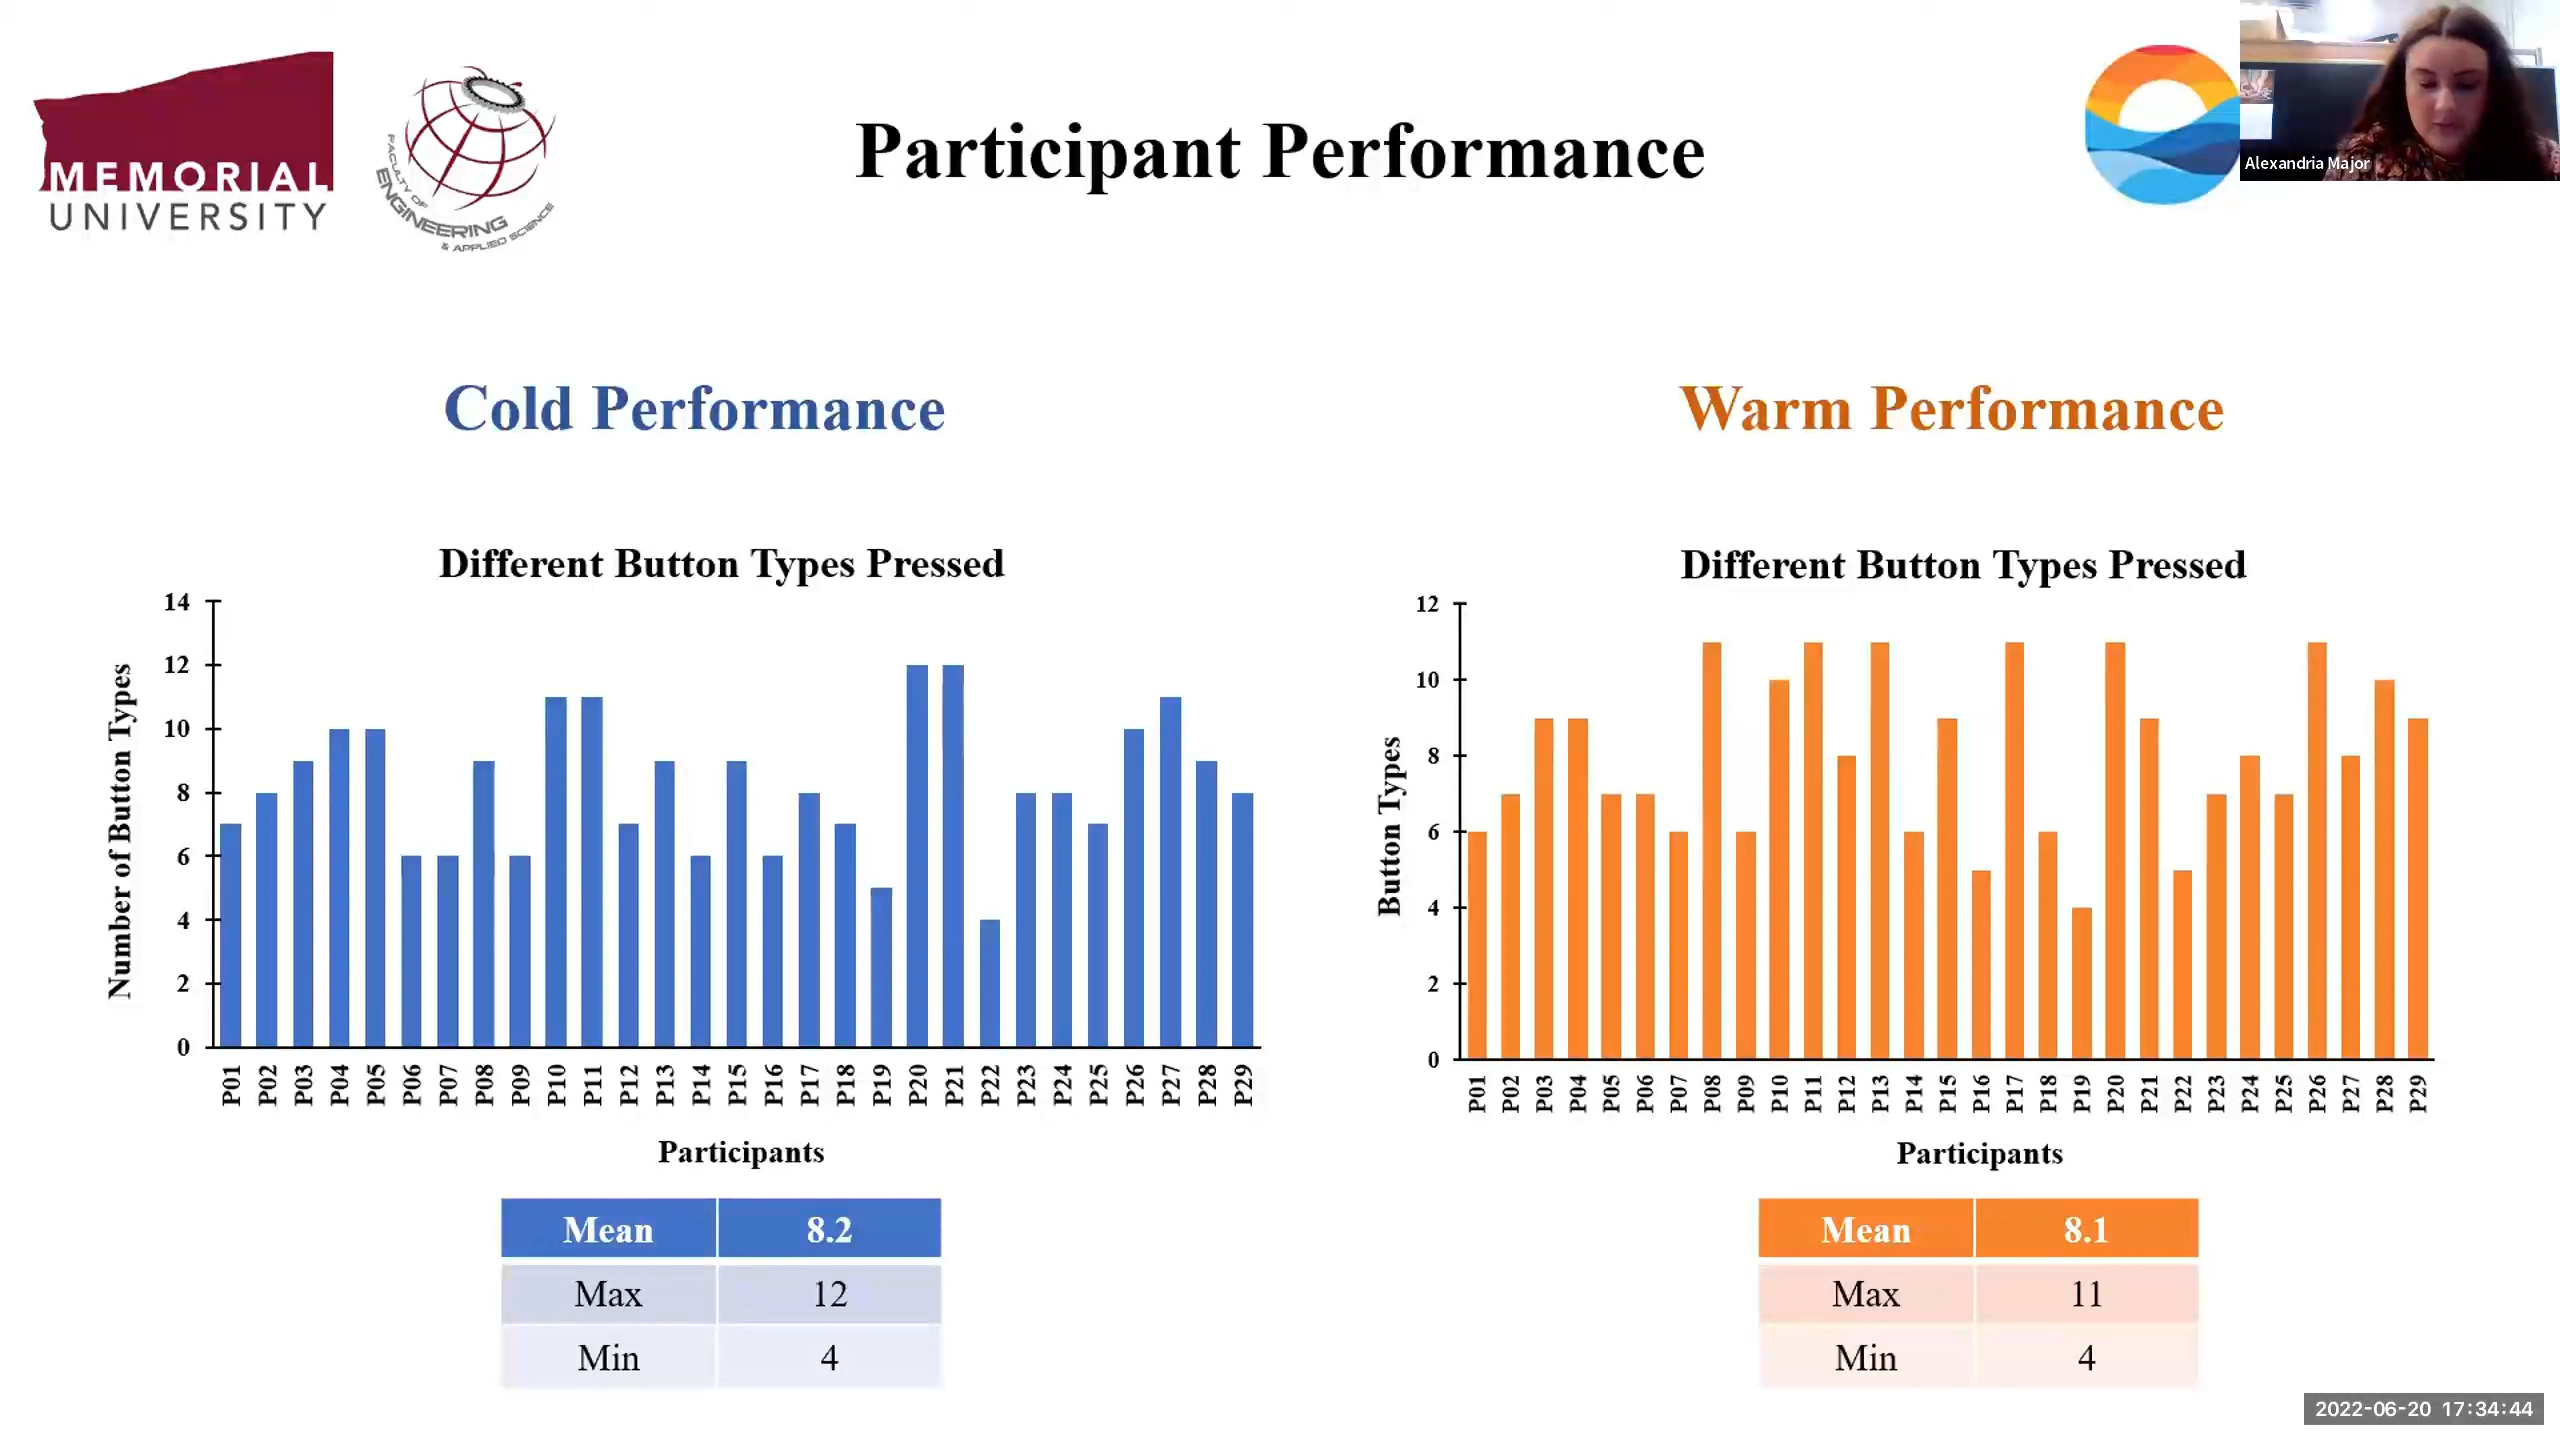 MEMORIAL
UNIVERSITY
FACULTY OF
ENGINEERING
& APPLIED SCIENCE
Participant Performance
Alexandria Major
Cold Performance
Different Button Types Pressed
Number of Button Types
14
12
10
8
6
4
2
0
P01 P02 P03 P04 P05 P06 P07 P08 P09 P10 P11 P12 P13 P14 P15 P16 P17 P18 P19 P20 P21 P22 P23 P24 P25 P26 P27 P28 P29
Participants
Mean 8.2
Max 12
Min 4
Warm Performance
Different Button Types Pressed
Button Types
12
10
8
6
4
2
0
P01 P02 P03 P04 P05 P06 P07 P08 P09 P10 P11 P12 P13 P14 P15 P16 P17 P18 P19 P20 P21 P22 P23 P24 P25 P26 P27 P28 P29
Participants
Mean 8.1
Max 11
Min 4
2022-06-20 17:34:44